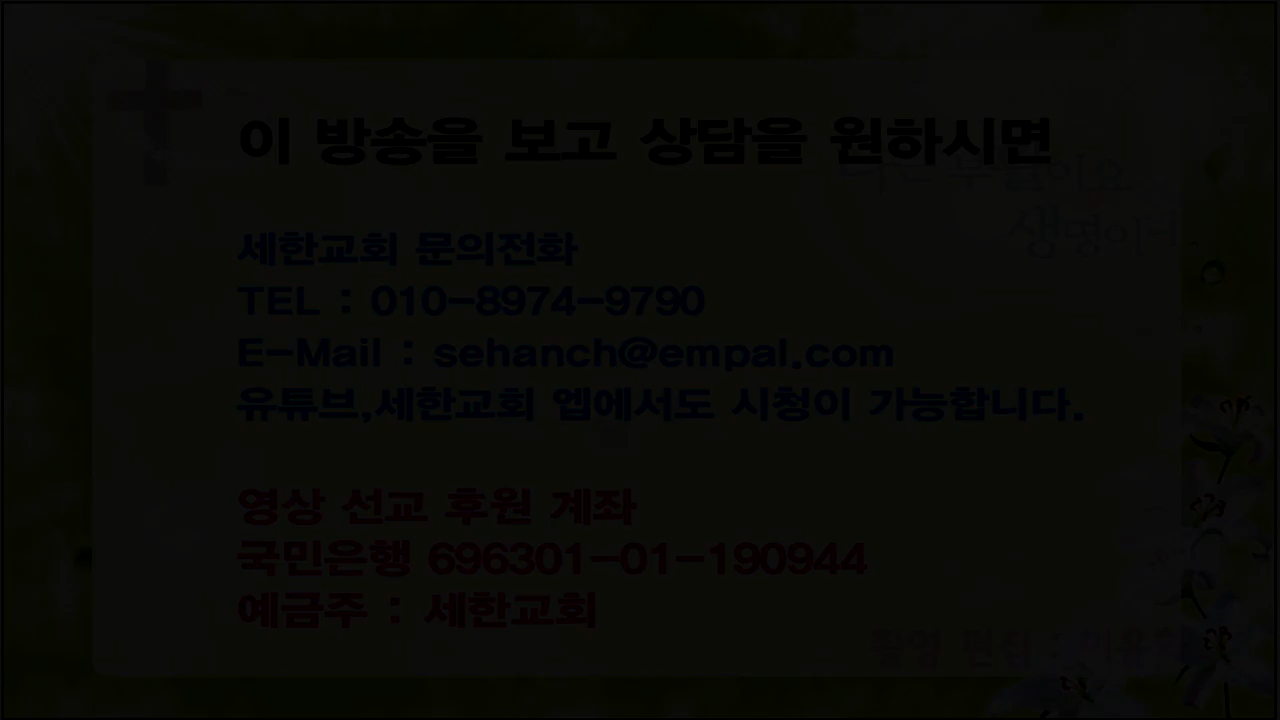 이 방송을 보고 상담을 원하시면
세한교회 문의전화
TEL : 010-8974-9790
E-Mail : sehanch@empal.com
유튜브,세한교회 엡에서도 시청이 가능합니다.
영상 선교 후원 계좌
국민은행 696301-01-190944
예금주 : 세한교회